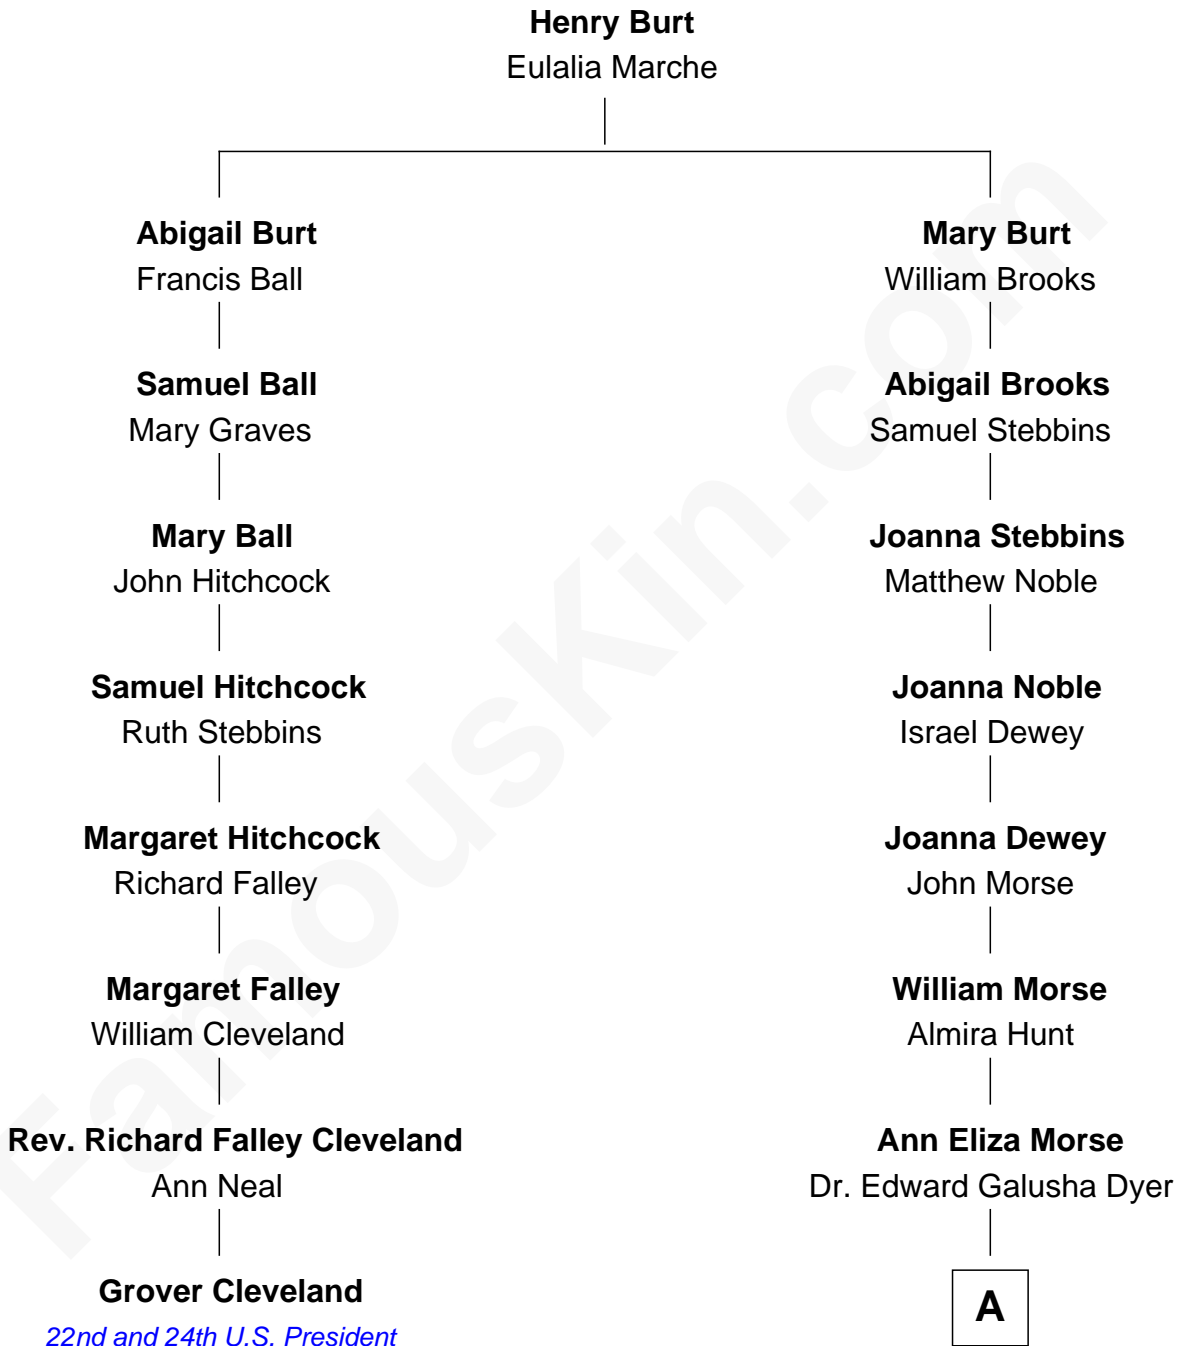 Henry Burt
Eulalia Marche
Abigail Burt
Francis Ball
Samuel Ball
Mary Graves
Mary Ball
John Hitchcock
Samuel Hitchcock
Ruth Stebbins
Margaret Hitchcock
Richard Falley
Margaret Falley
William Cleveland
Rev. Richard Falley Cleveland
Ann Neal
Grover Cleveland
22nd and 24th U.S. President
Mary Burt
William Brooks
Abigail Brooks
Samuel Stebbins
Joanna Stebbins
Matthew Noble
Joanna Noble
Israel Dewey
Joanna Dewey
John Morse
William Morse
Almira Hunt
Ann Eliza Morse
Dr. Edward Galusha Dyer
A
FamousKin.com